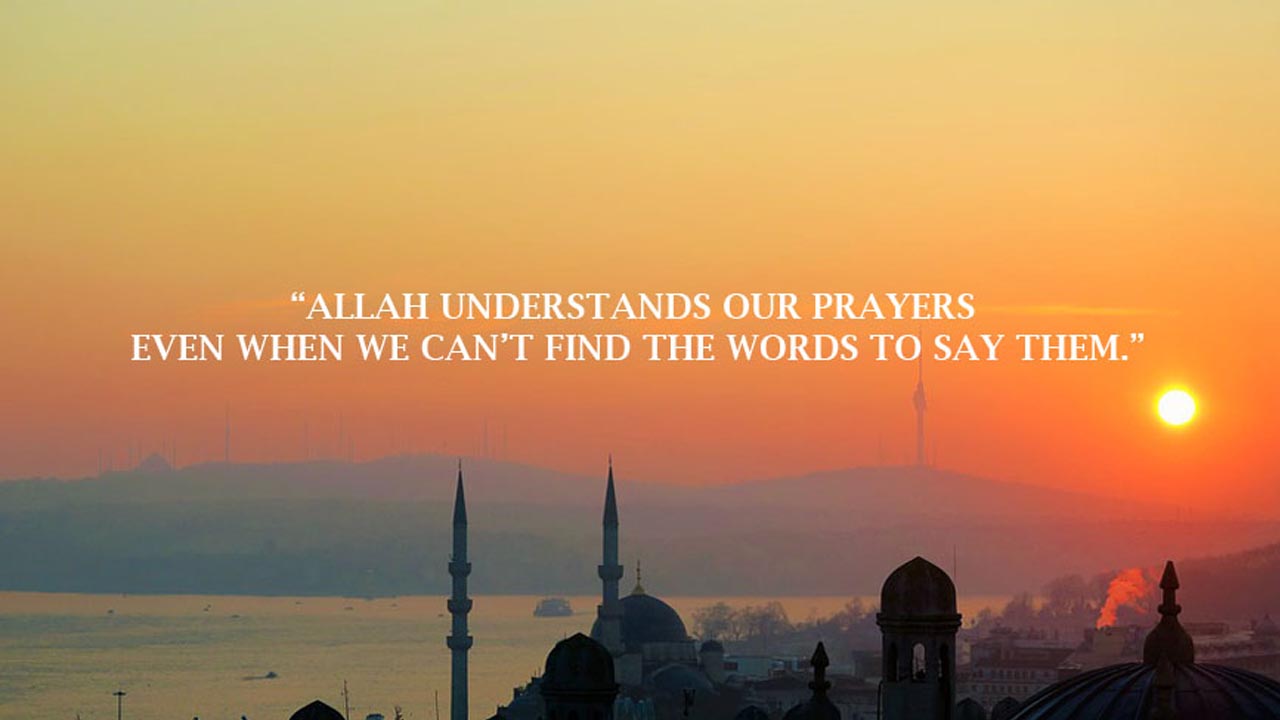 “ALLAH UNDERSTANDS OUR PRAYERS
EVEN WHEN WE CAN’T FIND THE WORDS TO SAY THEM.”